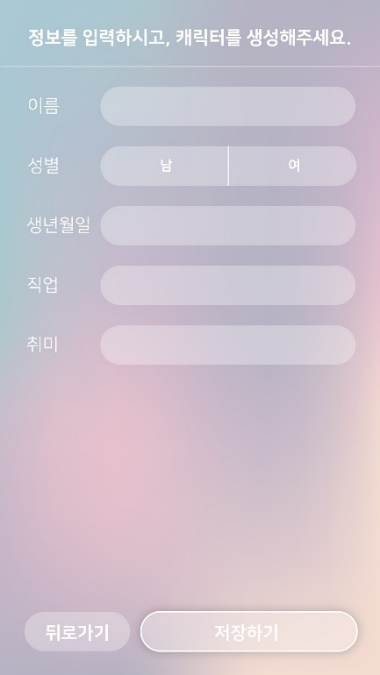 정보를 입력하시고, 캐릭터를 생성해주세요.
이름
성별 남 여
생년월일
직업
취미
뒤로가기 저장하기